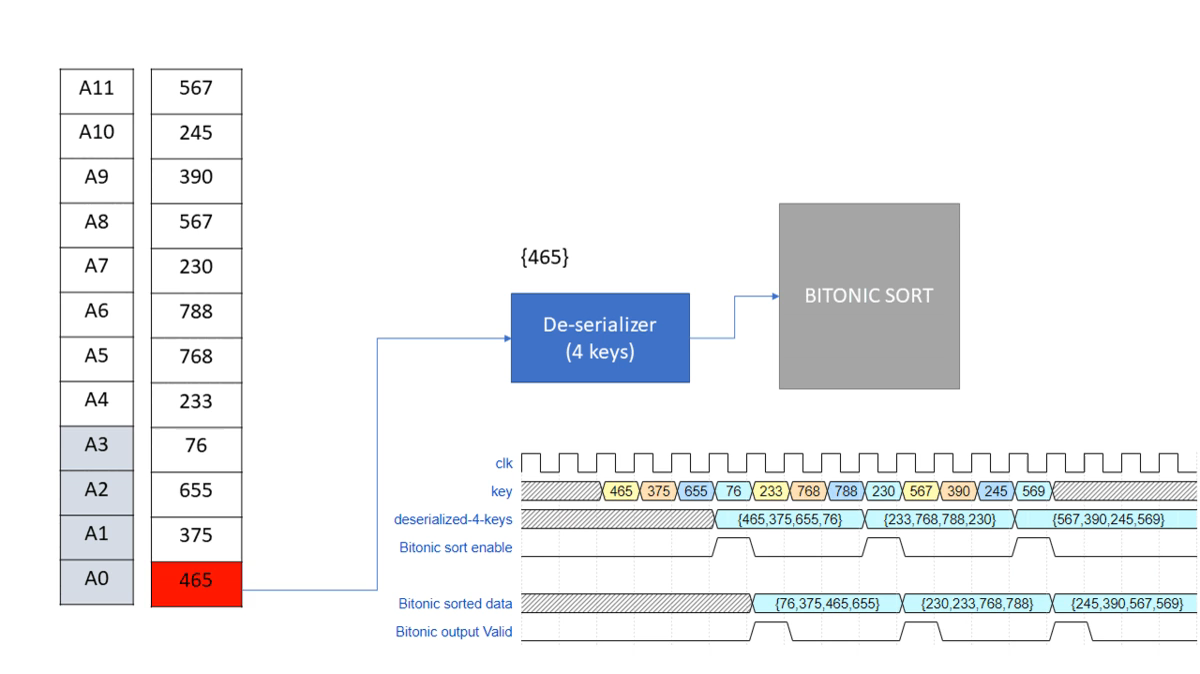 A11 567
A10 245
A9 390
A8 567
A7 230
A6 788
A5 768
A4 233
A3 76
A2 655
A1 375
A0 465
{465}
De-serializer
(4 keys)
BITONIC SORT
clk
key 465 375 655 76 233 768 788 230 567 390 245 569
deserialized-4-keys {465,375,655,76} {233,768,788,230} {567,390,245,569}
Bitonic sort enable
Bitonic sorted data {76,375,465,655} {230,233,768,788} {245,390,567,569}
Bitonic output Valid